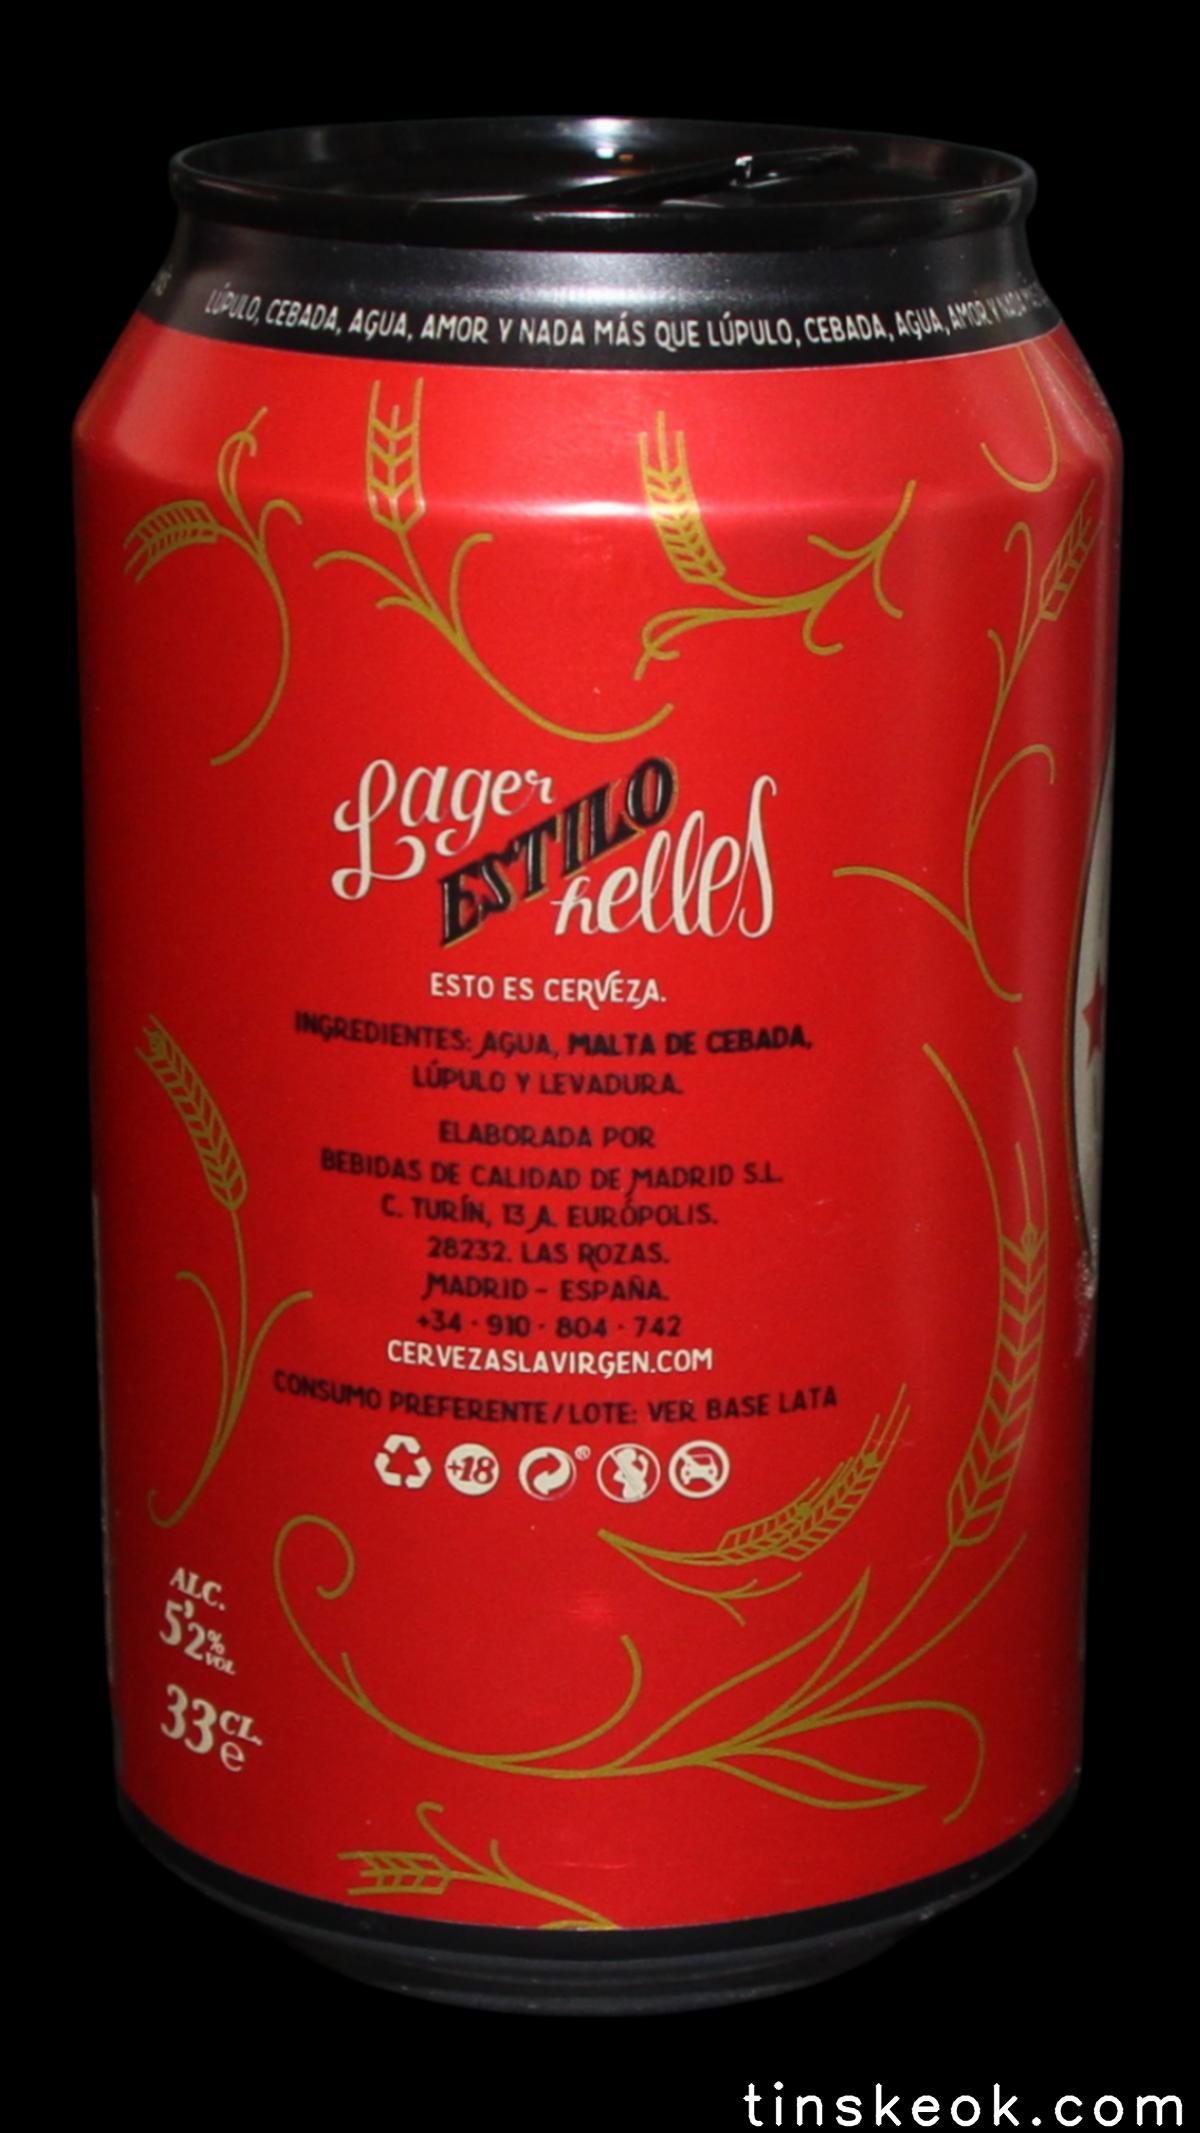 LÚPULO, CEBADA, AGUA, AMOR Y NADA MÁS QUE LÚPULO, CEBADA, AGUA, AMOR Y NADA
Lager
ESTILO
helles
ESTO ES CERVEZA.
INGREDIENTES: AGUA, MALTA DE CEBADA,
LÚPULO Y LEVADURA.
ELABORADA POR
BEBIDAS DE CALIDAD DE MADRID S.L.
C. TURÍN, 13 A. EURÓPOLIS.
28232. LAS ROZAS.
MADRID - ESPAÑA.
+34 · 910 · 804 · 742
CERVEZASLAVIRGEN.COM
CONSUMO PREFERENTE / LOTE: VER BASE LATA
+18 ®
ALC.
5'2% VOL
33 CL.
e
tinskeok.com